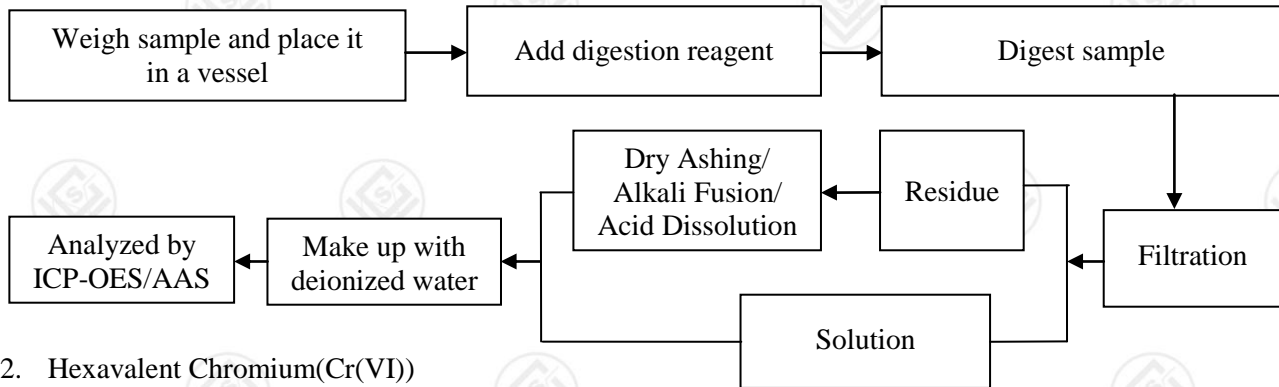 Weigh sample and place it
in a vessel
Add digestion reagent
Digest sample
Dry Ashing/
Alkali Fusion/
Acid Dissolution
Residue
Filtration
Analyzed by
ICP-OES/AAS
Make up with
deionized water
Solution
2. Hexavalent Chromium(Cr(VI))